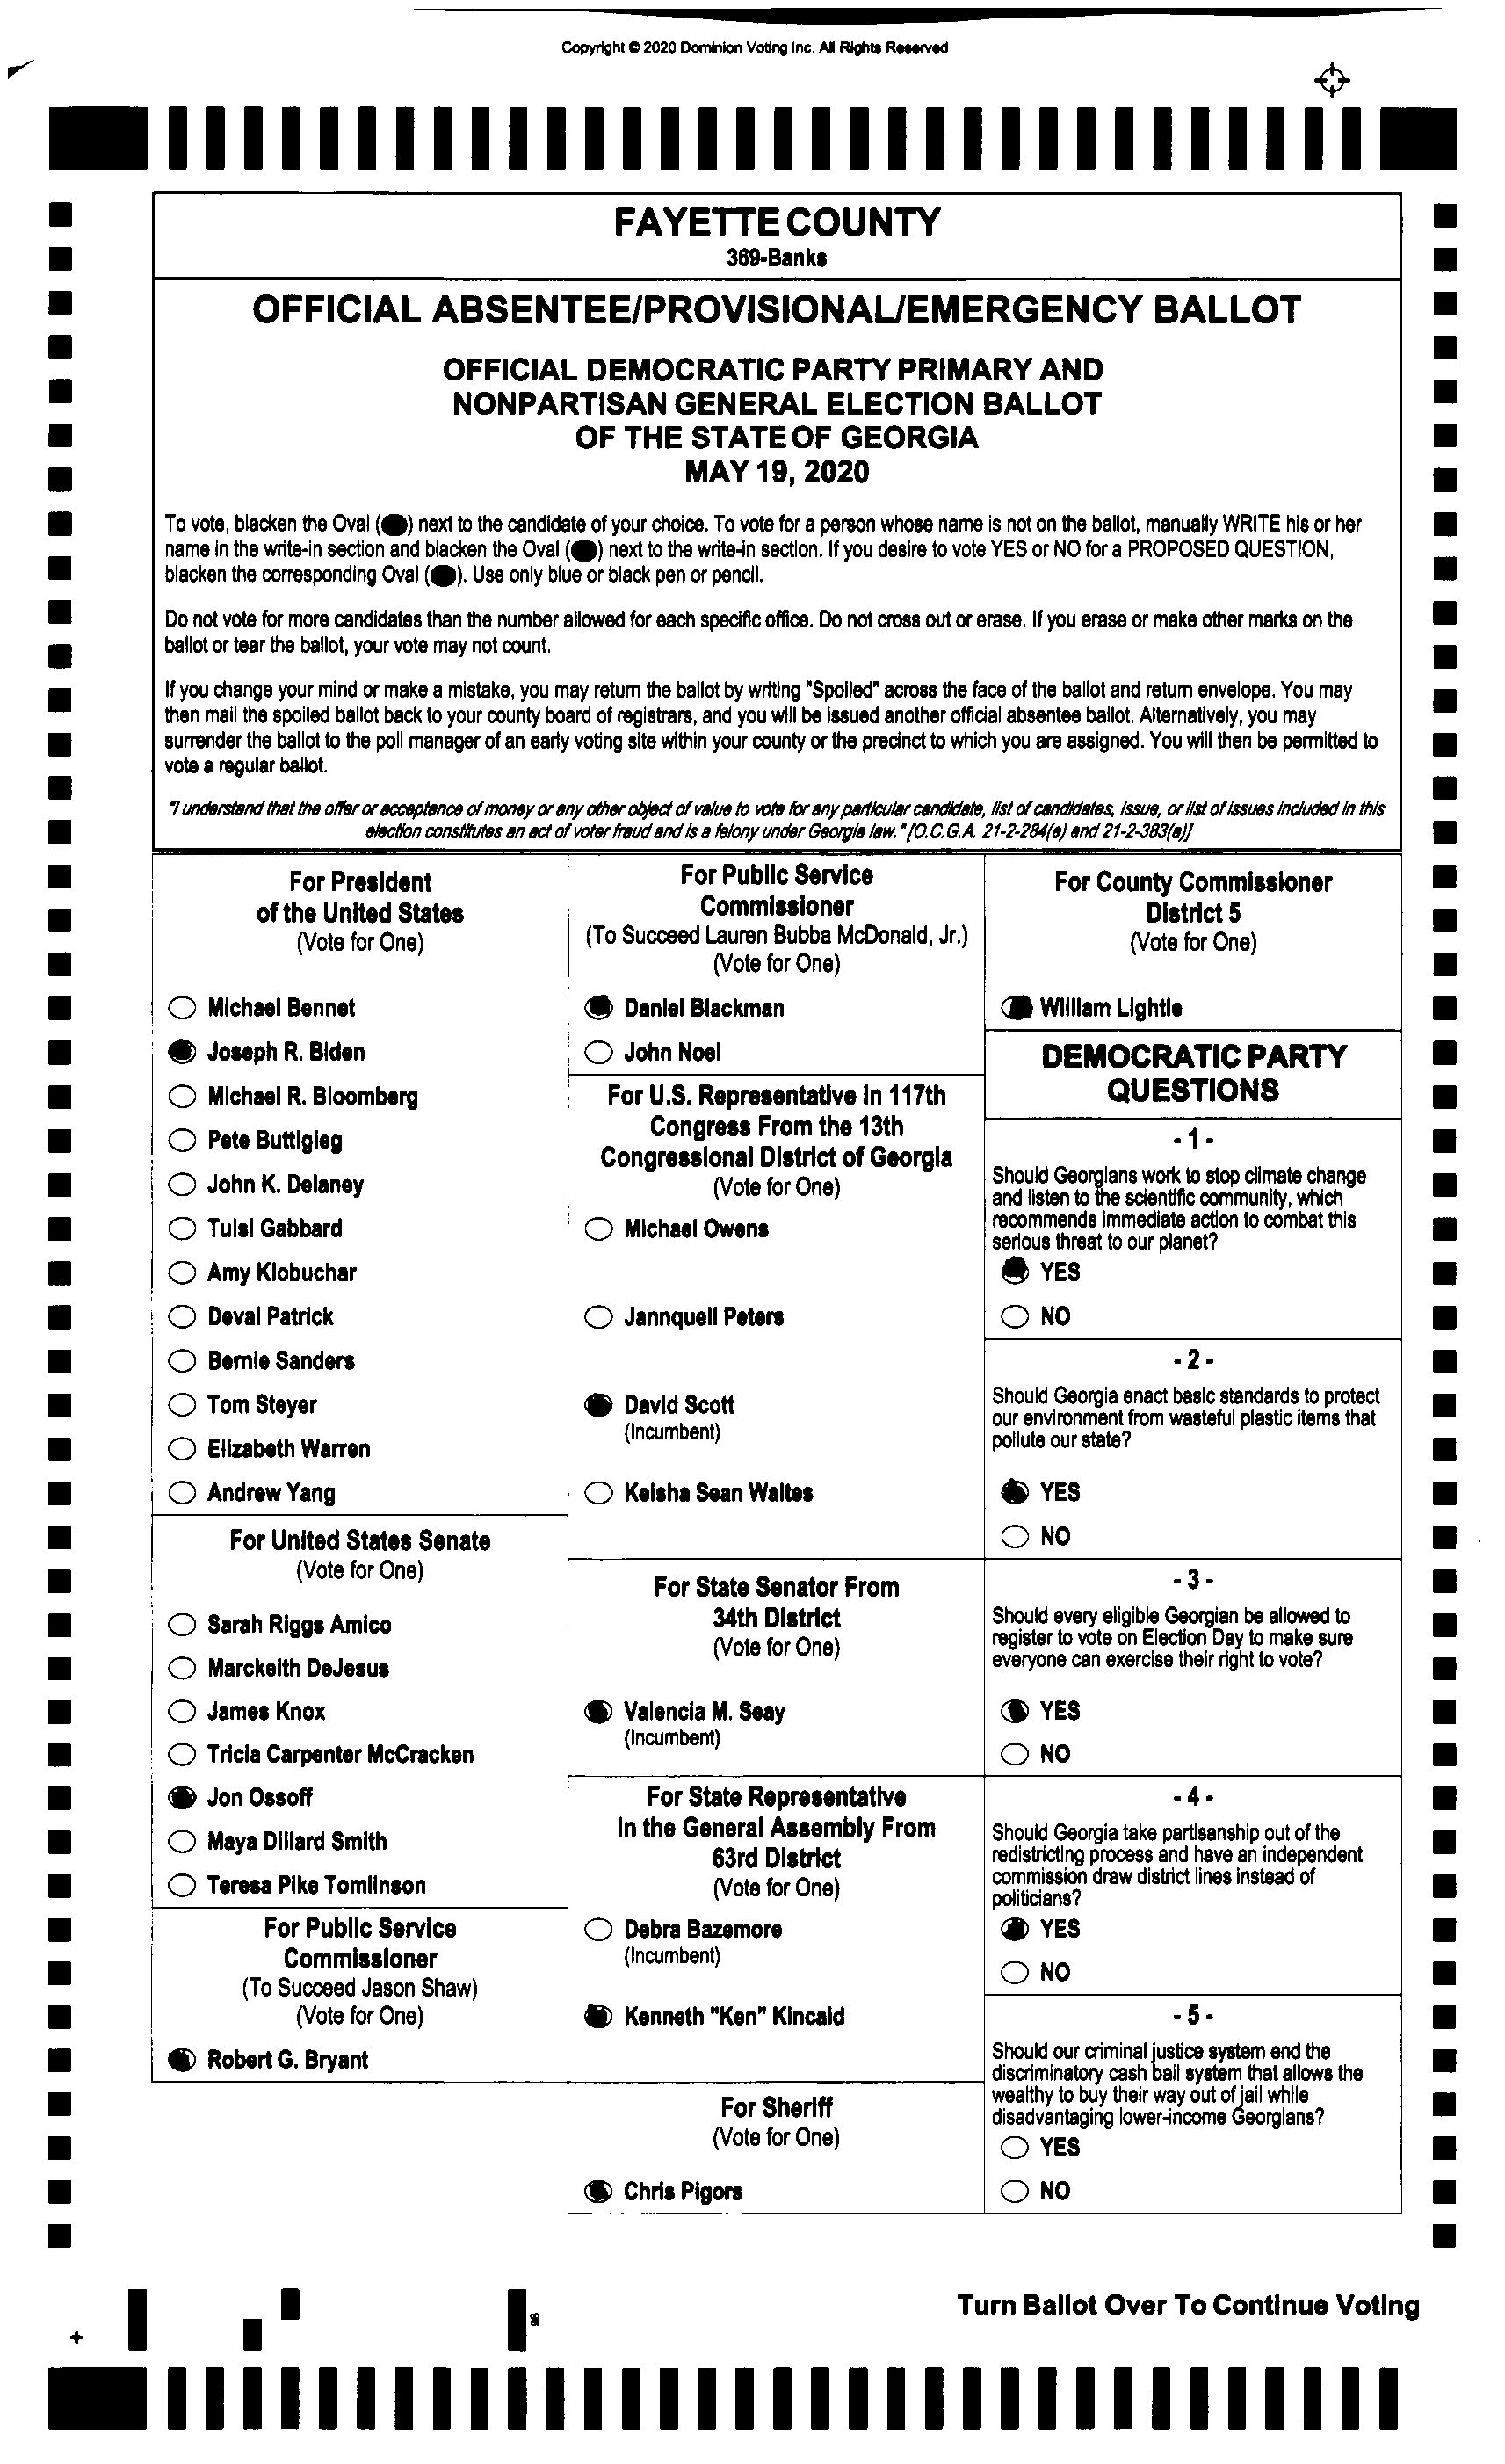 Copyright © 2020 Dominion Voting Inc. All Rights Reserved
FAYETTE COUNTY
369-Banks
OFFICIAL ABSENTEE/PROVISIONAL/EMERGENCY BALLOT
OFFICIAL DEMOCRATIC PARTY PRIMARY AND
NONPARTISAN GENERAL ELECTION BALLOT
OF THE STATE OF GEORGIA
MAY 19, 2020
To vote, blacken the Oval ( ) next to the candidate of your choice. To vote for a person whose name is not on the ballot, manually WRITE his or her
name in the write-in section and blacken the Oval ( ) next to the write-in section. If you desire to vote YES or NO for a PROPOSED QUESTION,
blacken the corresponding Oval ( ). Use only blue or black pen or pencil.
Do not vote for more candidates than the number allowed for each specific office. Do not cross out or erase. If you erase or make other marks on the
ballot or tear the ballot, your vote may not count.
If you change your mind or make a mistake, you may return the ballot by writing "Spoiled" across the face of the ballot and return envelope. You may
then mail the spoiled ballot back to your county board of registrars, and you will be issued another official absentee ballot. Alternatively, you may
surrender the ballot to the poll manager of an early voting site within your county or the precinct to which you are assigned. You will then be permitted to
vote a regular ballot.
"I understand that the offer or acceptance of money or any other object of value to vote for any particular candidate, list of candidates, issue, or list of issues included in this
election constitutes an act of voter fraud and is a felony under Georgia law." [O.C.G.A. 21-2-284(e) and 21-2-383(a)]
For President
of the United States
(Vote for One)
Michael Bennet
Joseph R. Biden
Michael R. Bloomberg
Pete Buttigieg
John K. Delaney
Tulsi Gabbard
Amy Klobuchar
Deval Patrick
Bernie Sanders
Tom Steyer
Elizabeth Warren
Andrew Yang
For United States Senate
(Vote for One)
Sarah Riggs Amico
Marckeith DeJesus
James Knox
Tricia Carpenter McCracken
Jon Ossoff
Maya Dillard Smith
Teresa Pike Tomlinson
For Public Service
Commissioner
(To Succeed Jason Shaw)
(Vote for One)
Robert G. Bryant
For Public Service
Commissioner
(To Succeed Lauren Bubba McDonald, Jr.)
(Vote for One)
Daniel Blackman
John Noel
For U.S. Representative in 117th
Congress From the 13th
Congressional District of Georgia
(Vote for One)
Michael Owens
Jannquell Peters
David Scott
(Incumbent)
Keisha Sean Waites
For State Senator From
34th District
(Vote for One)
Valencia M. Seay
(Incumbent)
For State Representative
In the General Assembly From
63rd District
(Vote for One)
Debra Bazemore
(Incumbent)
Kenneth "Ken" Kincaid
For Sheriff
(Vote for One)
Chris Pigors
For County Commissioner
District 5
(Vote for One)
William Lightle
DEMOCRATIC PARTY
QUESTIONS
- 1 -
Should Georgians work to stop climate change
and listen to the scientific community, which
recommends immediate action to combat this
serious threat to our planet?
YES
NO
- 2 -
Should Georgia enact basic standards to protect
our environment from wasteful plastic items that
pollute our state?
YES
NO
- 3 -
Should every eligible Georgian be allowed to
register to vote on Election Day to make sure
everyone can exercise their right to vote?
YES
NO
- 4 -
Should Georgia take partisanship out of the
redistricting process and have an independent
commission draw district lines instead of
politicians?
YES
NO
- 5 -
Should our criminal justice system end the
discriminatory cash bail system that allows the
wealthy to buy their way out of jail while
disadvantaging lower-income Georgians?
YES
NO
Turn Ballot Over To Continue Voting